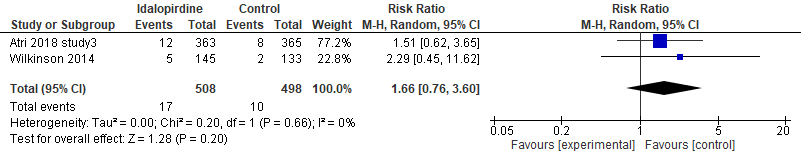 Idalopirdine Control Risk Ratio Risk Ratio
Study or Subgroup Events Total Events Total Weight M-H, Random, 95% CI M-H, Random, 95% CI
Atri 2018 study3 12 363 8 365 77.2% 1.51 [0.62, 3.65]
Wilkinson 2014 5 145 2 133 22.8% 2.29 [0.45, 11.62]
Total (95% CI) 508 498 100.0% 1.66 [0.76, 3.60]
Total events 17 10
Heterogeneity: Tau² = 0.00; Chi² = 0.20, df = 1 (P = 0.66); I² = 0%
Test for overall effect: Z = 1.28 (P = 0.20)
0.05 0.2 1 5 20
Favours [experimental] Favours [control]